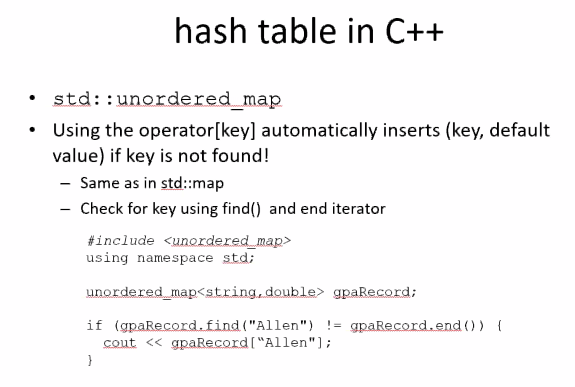 hash table in C++
• std::unordered_map
• Using the operator[key] automatically inserts (key, default
value) if key is not found!
– Same as in std::map
– Check for key using find() and end iterator
#include <unordered_map>
using namespace std;
unordered_map<string,double> gpaRecord;
if (gpaRecord.find("Allen") != gpaRecord.end()) {
cout << gpaRecord[“Allen"];
}